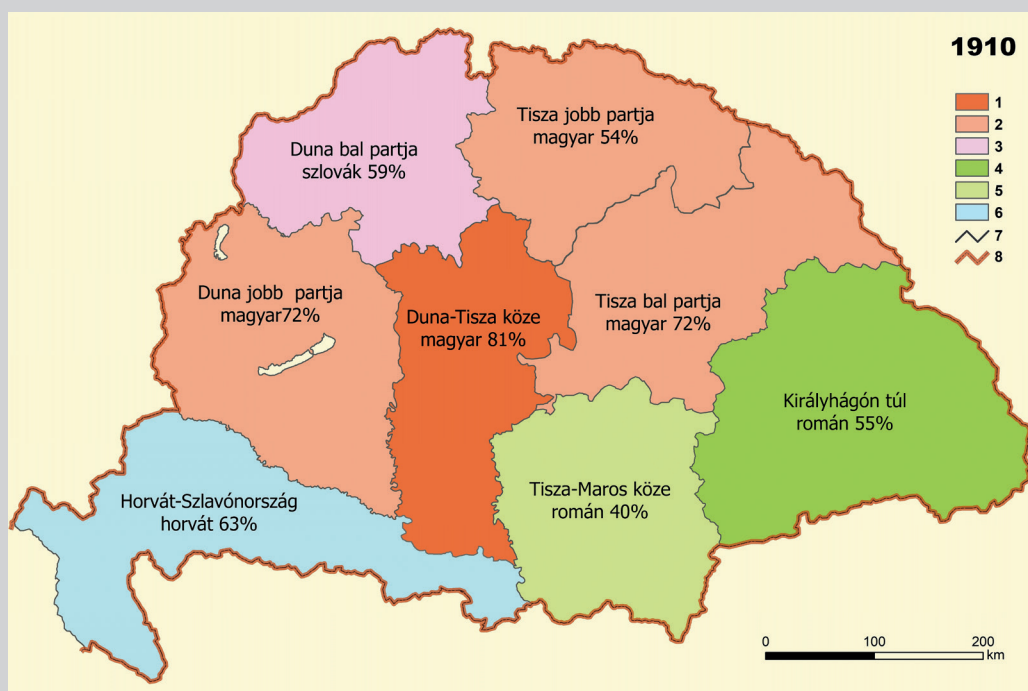 1910
1
2
3
4
5
6
7
8
Tisza jobb partja
magyar 54%
Duna bal partja
szlovák 59%
Duna jobb partja
magyar72%
Duna-Tisza köze
magyar 81%
Tisza bal partja
magyar 72%
Királyhágón túl
román 55%
Tisza-Maros köze
román 40%
Horvát-Szlavónország
horvát 63%
0 100 200
km